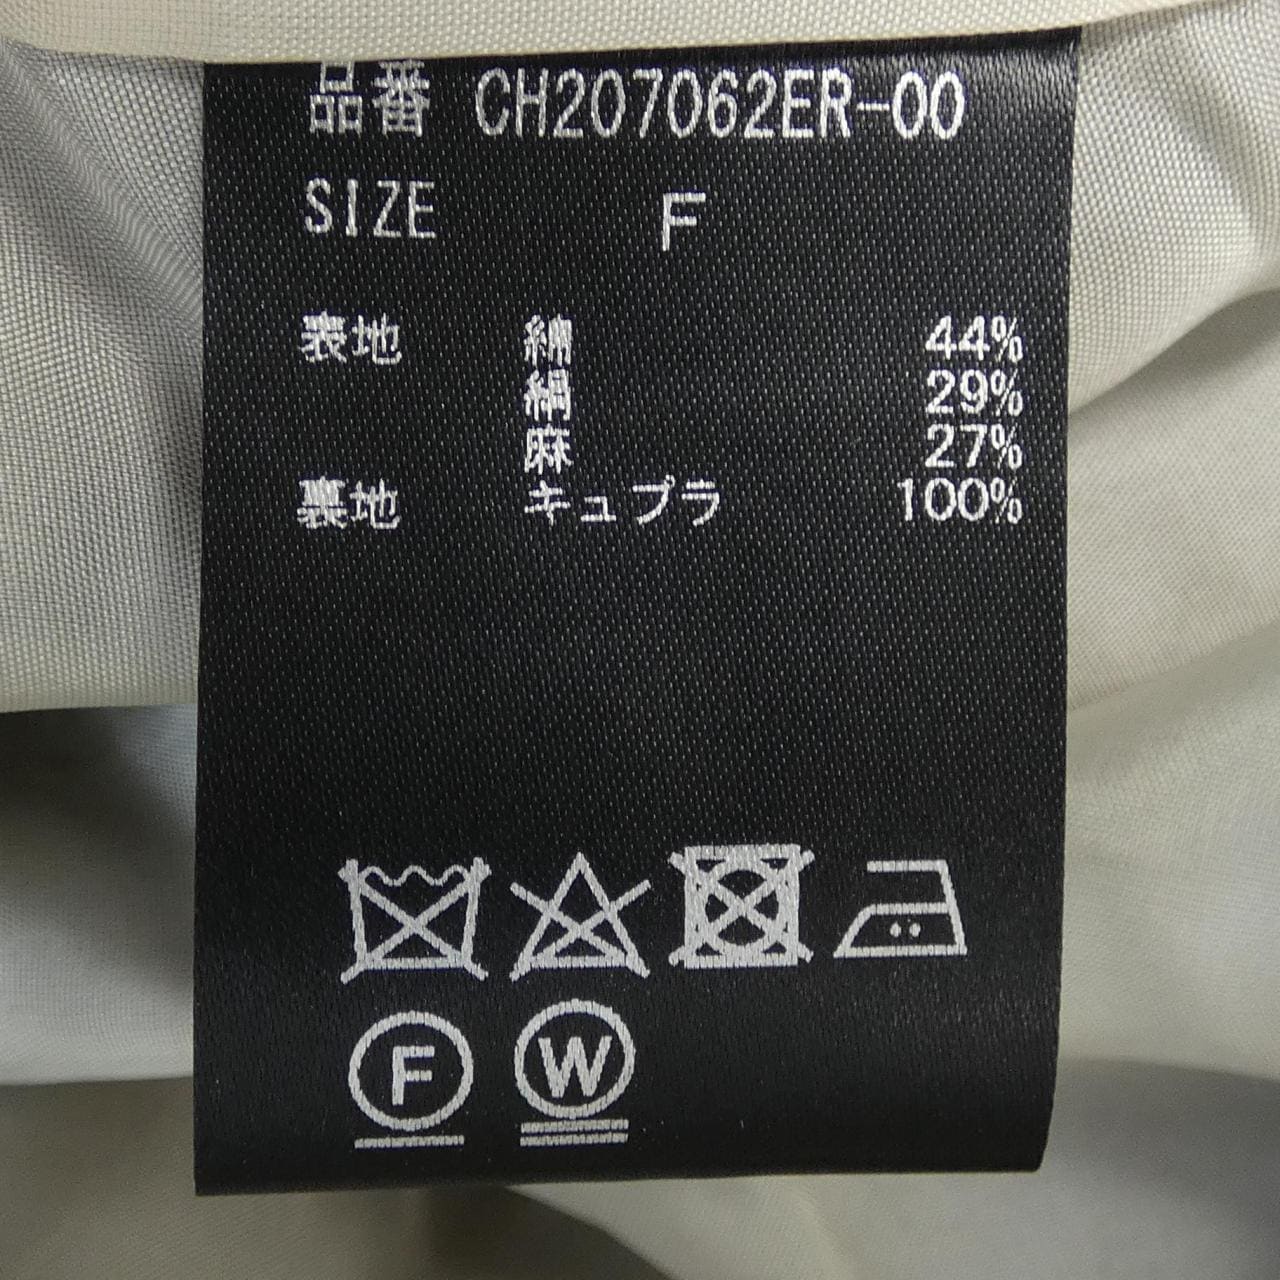 品番 CH207062ER-00
SIZE F
表地 綿 44%
絹 29%
麻 27%
裏地 キュプラ 100%
F W